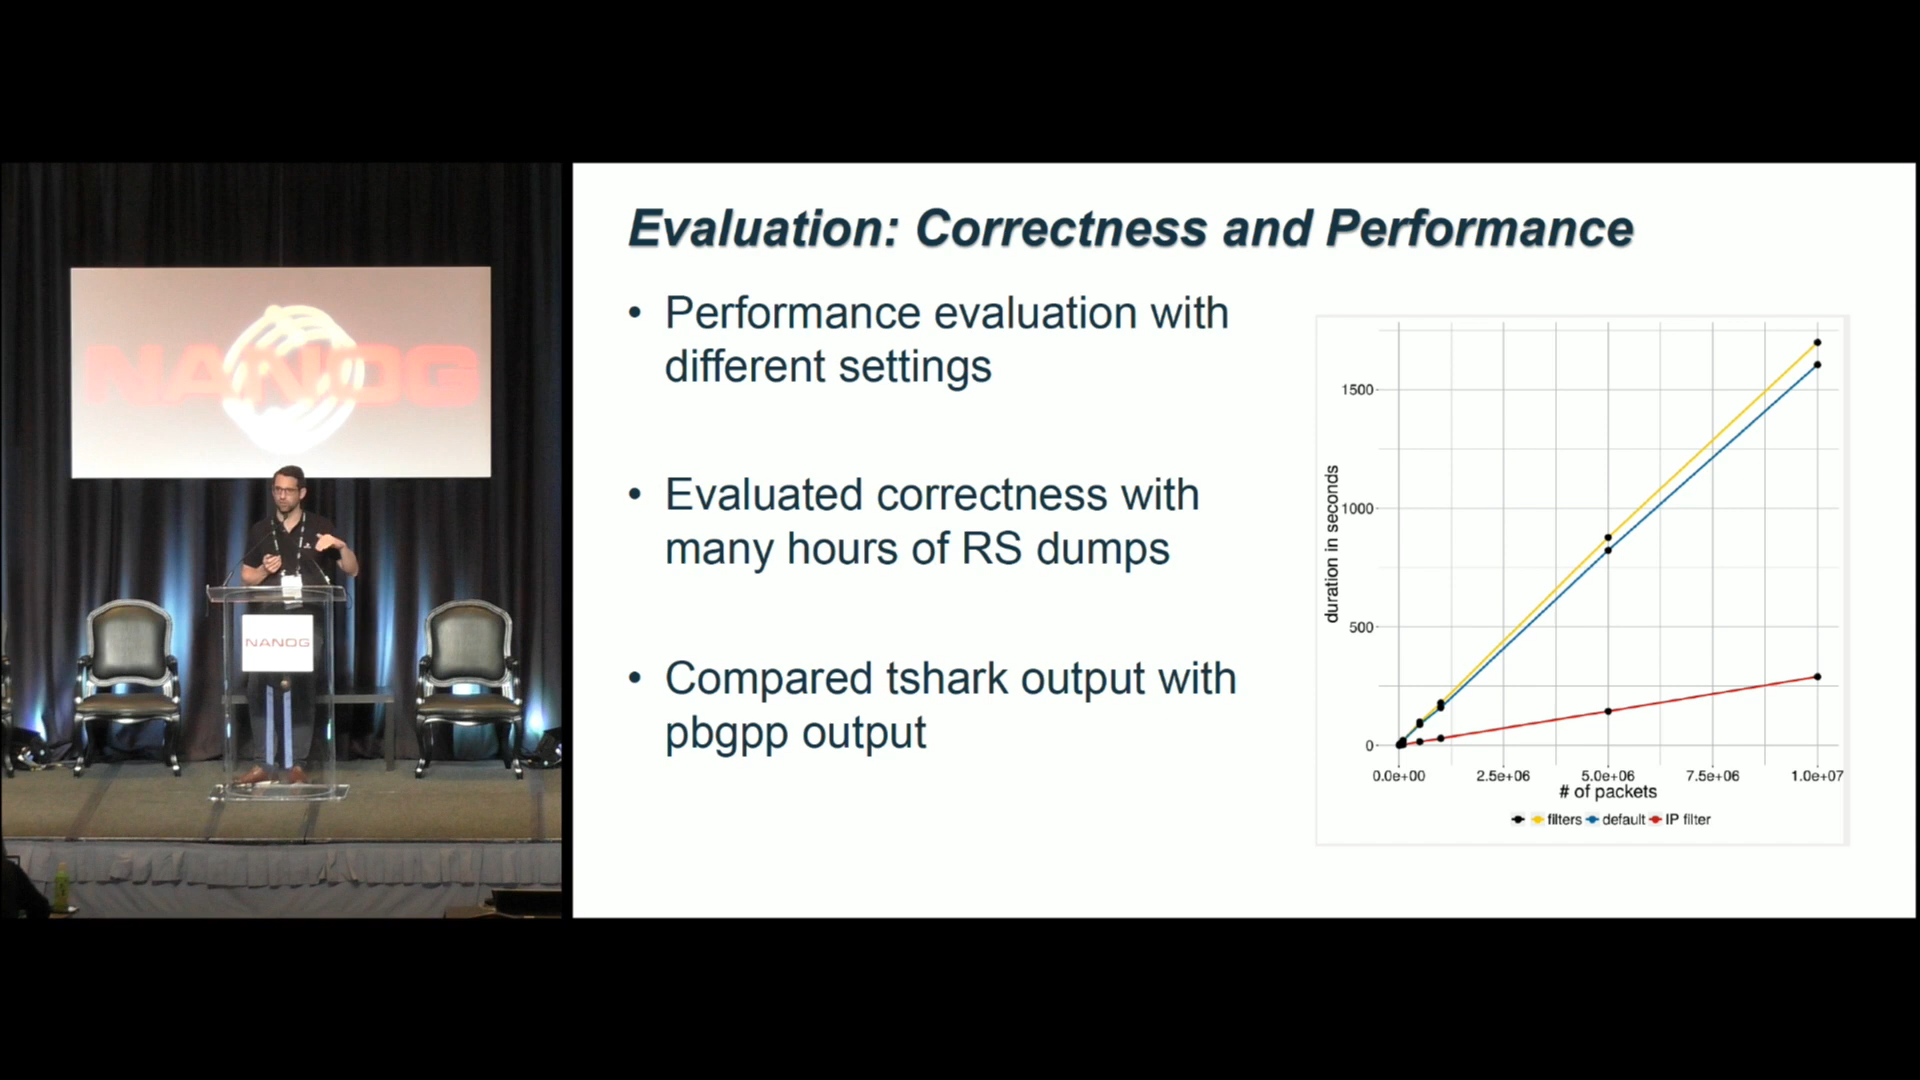 NANOG
NANOG
Evaluation: Correctness and Performance
• Performance evaluation with
different settings
• Evaluated correctness with
many hours of RS dumps
• Compared tshark output with
pbgpp output
duration in seconds
1500
1000
500
0
0.0e+00 2.5e+06 5.0e+06 7.5e+06 1.0e+07
# of packets
filters default IP filter